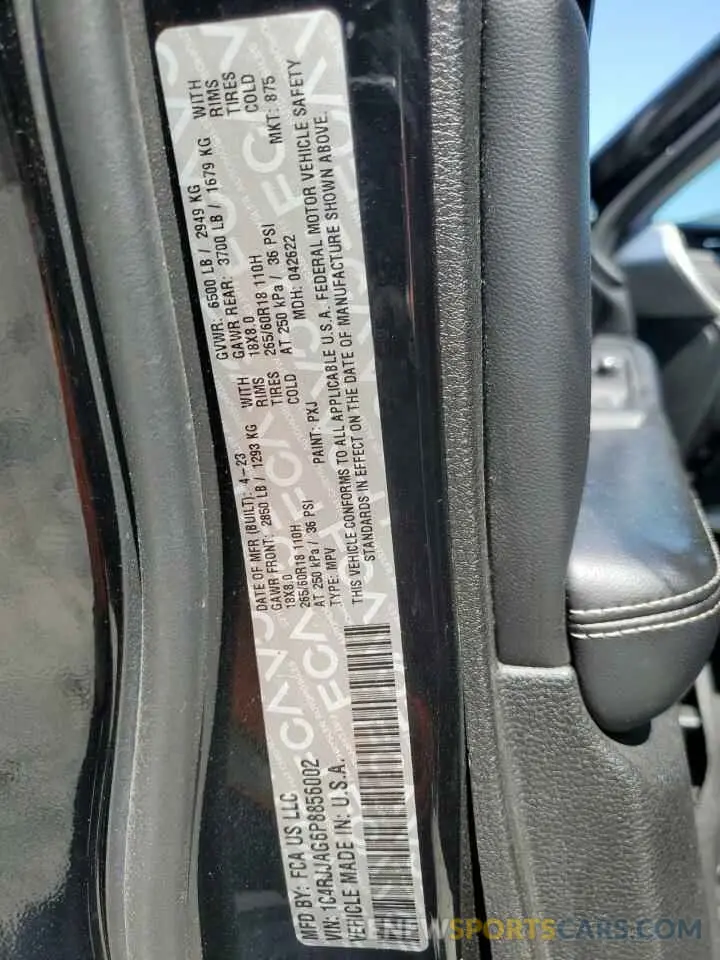 MFD BY: FCA US LLC
VIN: 1C4RJJAG6P8856002
VEHICLE MADE IN: U.S.A.
DATE OF MFR (BUILT): 4-23 GVWR: 6500 LB / 2949 KG
GAWR FRONT: 2850 LB / 1293 KG WITH GAWR REAR: 3700 LB / 1679 KG WITH
18X8.0 RIMS 18X8.0 RIMS
265/60R18 110H TIRES 265/60R18 110H TIRES
AT 250 kPa / 36 PSI COLD AT 250 kPa / 36 PSI COLD
TYPE: MPV PAINT: PXJ MDH: 042622 MKT: 875
THIS VEHICLE CONFORMS TO ALL APPLICABLE U.S.A. FEDERAL MOTOR VEHICLE SAFETY
STANDARDS IN EFFECT ON THE DATE OF MANUFACTURE SHOWN ABOVE.
RENEWSPORTSCARS.COM